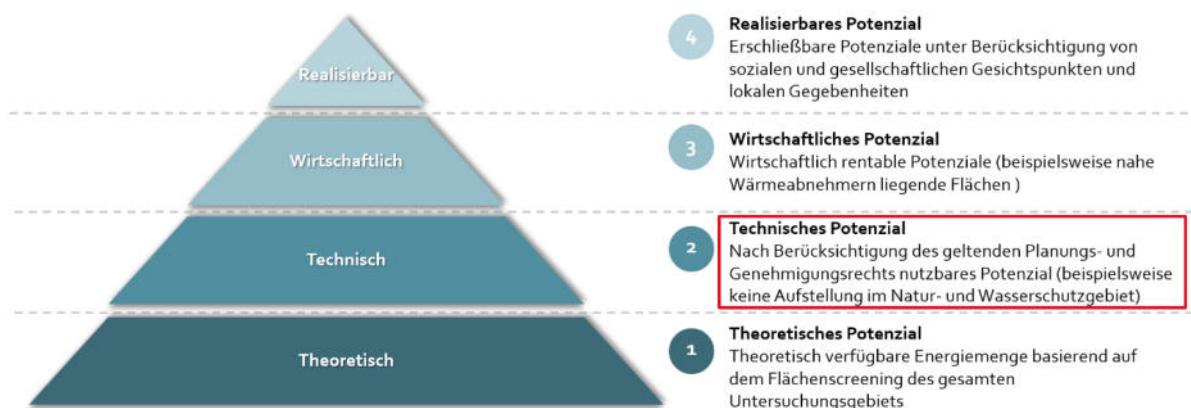 Realisierbar
4
Realisierbares Potenzial
Erschließbare Potenziale unter Berücksichtigung von
sozialen und gesellschaftlichen Gesichtspunkten und
lokalen Gegebenheiten
Wirtschaftlich
3
Wirtschaftliches Potenzial
Wirtschaftlich rentable Potenziale (beispielsweise nahe
Wärmeabnehmern liegende Flächen )
Technisch
2
Technisches Potenzial
Nach Berücksichtigung des geltenden Planungs- und
Genehmigungsrechts nutzbares Potenzial (beispielsweise
keine Aufstellung im Natur- und Wasserschutzgebiet)
Theoretisch
1
Theoretisches Potenzial
Theoretisch verfügbare Energiemenge basierend auf
dem Flächenscreening des gesamten
Untersuchungsgebiets